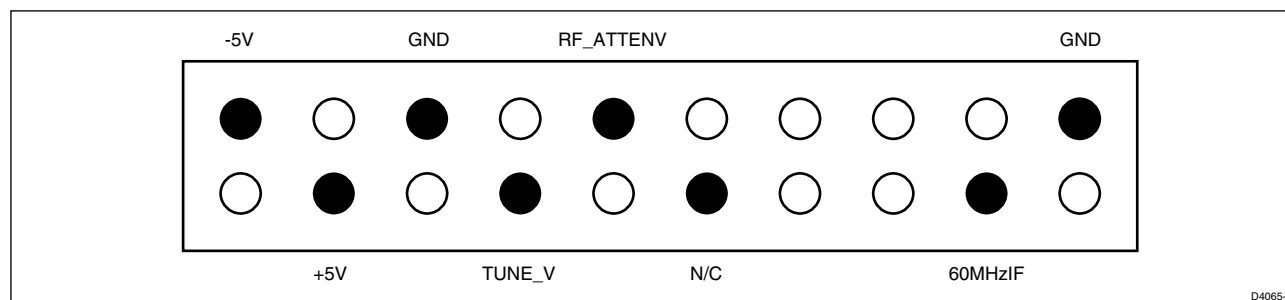 -5V GND RF_ATTENV GND
+5V TUNE_V N/C 60MHzIF
D4065-